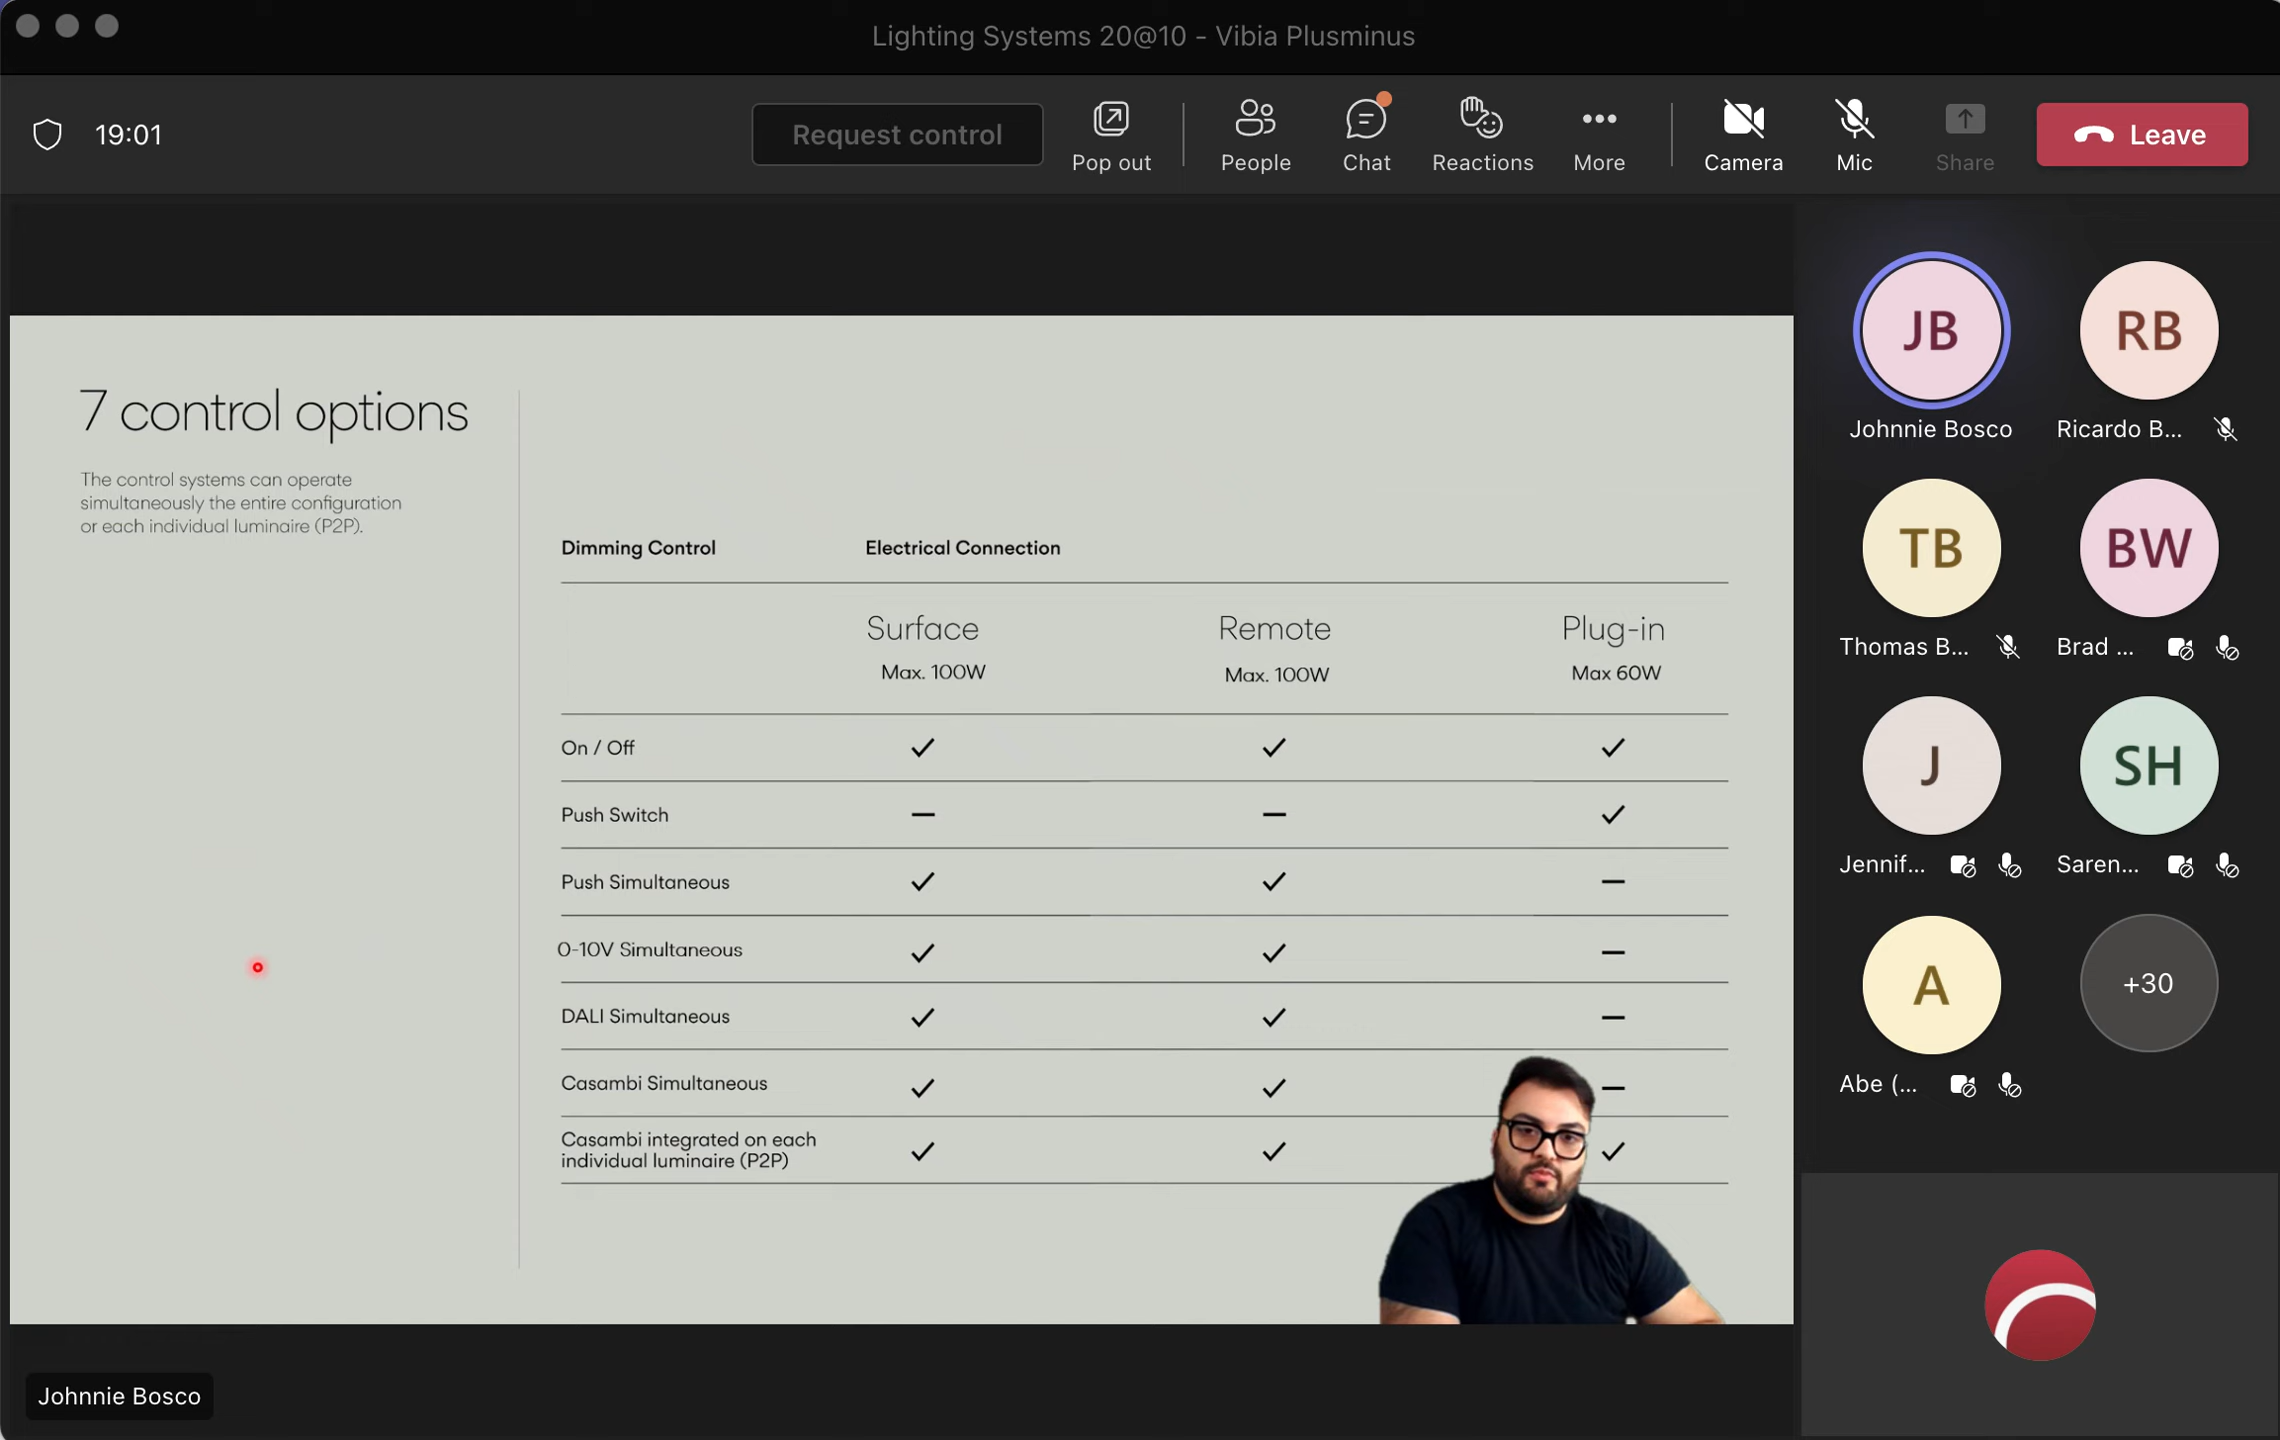 Lighting Systems 20@10 - Vibia Plusminus
19:01
Request control
Pop out
People
Chat
Reactions
More
Camera
Mic
Share
Leave
7 control options
The control systems can operate
simultaneously the entire configuration
or each individual luminaire (P2P).
Dimming Control Electrical Connection
Surface Remote Plug-in
Max. 100W Max. 100W Max 60W
On / Off
Push Switch
Push Simultaneous
0-10V Simultaneous
DALI Simultaneous
Casambi Simultaneous
Casambi integrated on each
individual luminaire (P2P)
JB RB
Johnnie Bosco Ricardo B...
TB BW
Thomas B... Brad ...
J SH
Jennif... Saren...
A +30
Abe (...
Johnnie Bosco